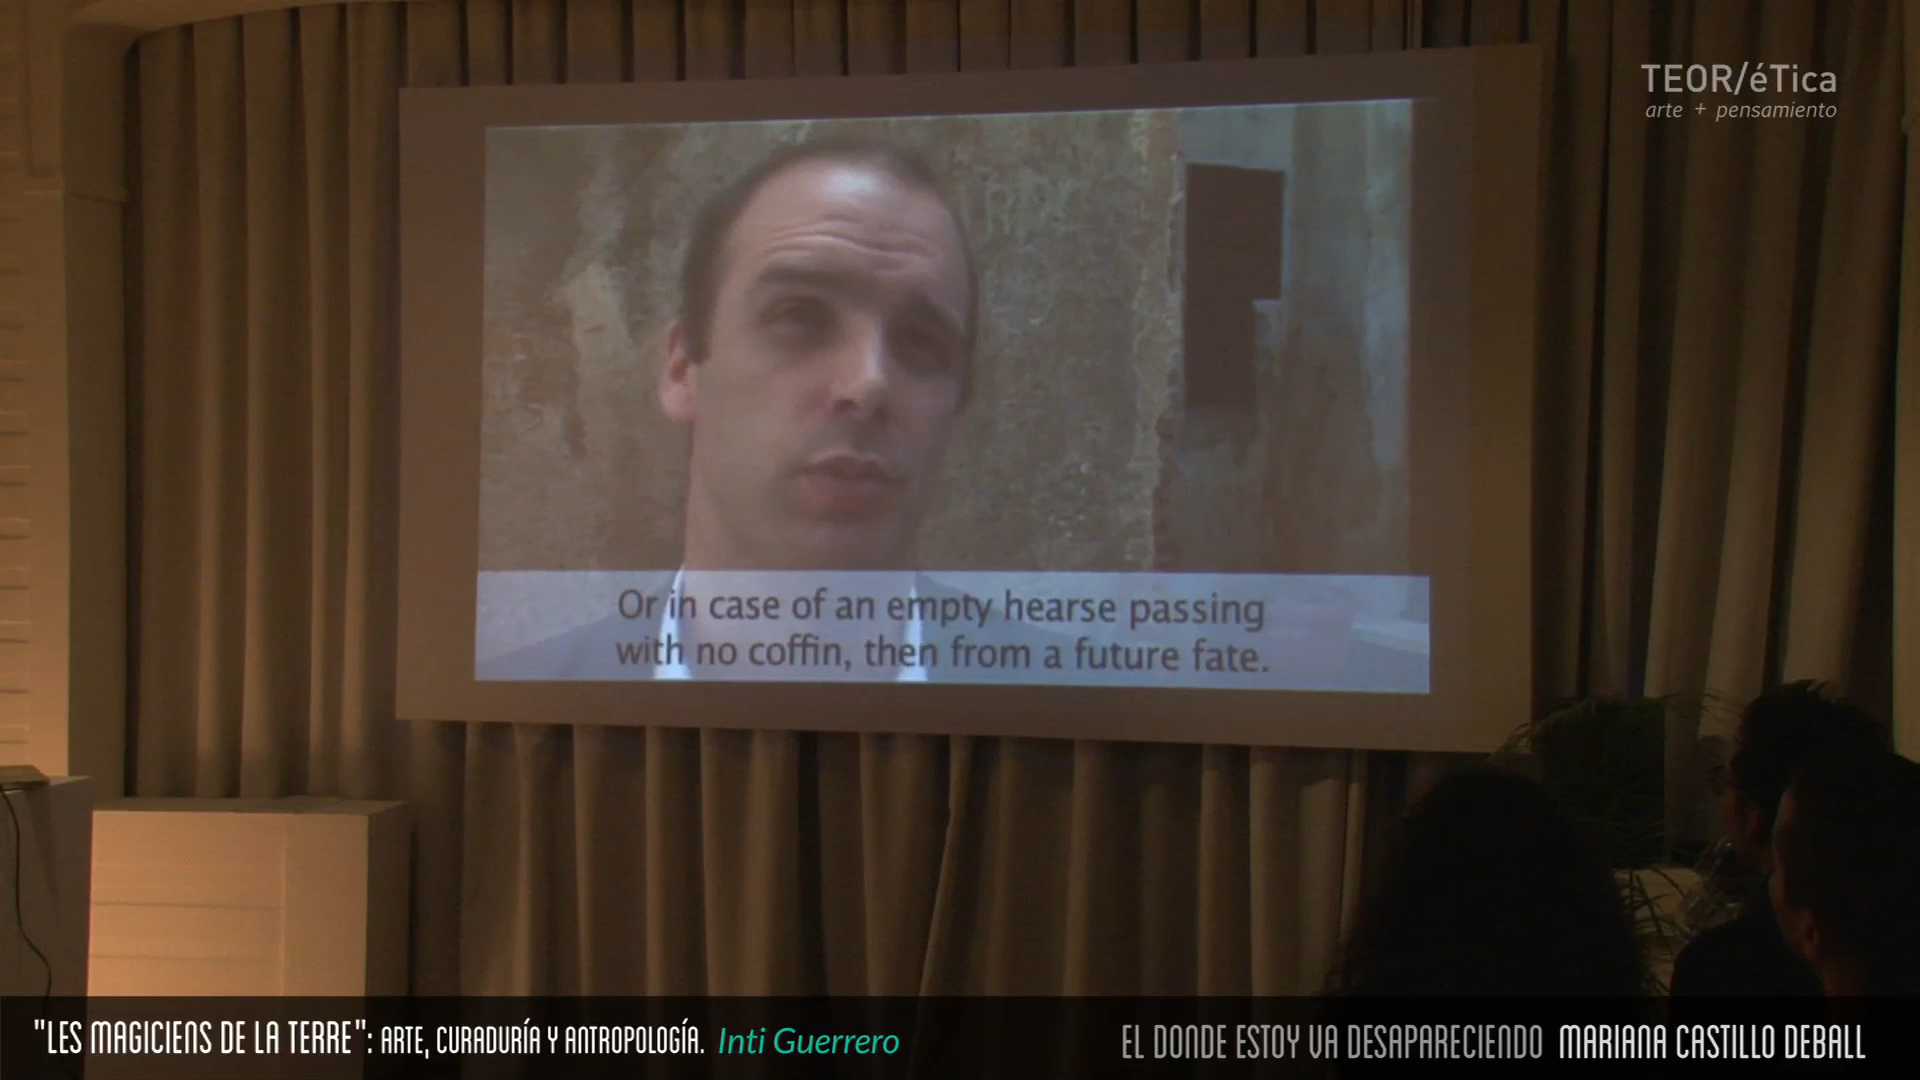 TEOR/éTica
arte + pensamiento
Or in case of an empty hearse passing
with no coffin, then from a future fate.
"LES MAGICIENS DE LA TERRE": ARTE, CURADURÍA Y ANTROPOLOGÍA. Inti Guerrero
EL DONDE ESTOY VA DESAPARECIENDO MARIANA CASTILLO DEBALL